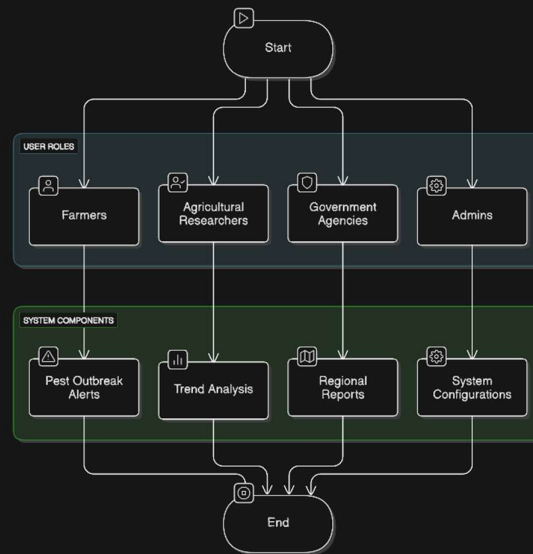 Start
USER ROLES
Farmers
Agricultural
Researchers
Government
Agencies
Admins
SYSTEM COMPONENTS
Pest Outbreak
Alerts
Trend Analysis
Regional
Reports
System
Configurations
End